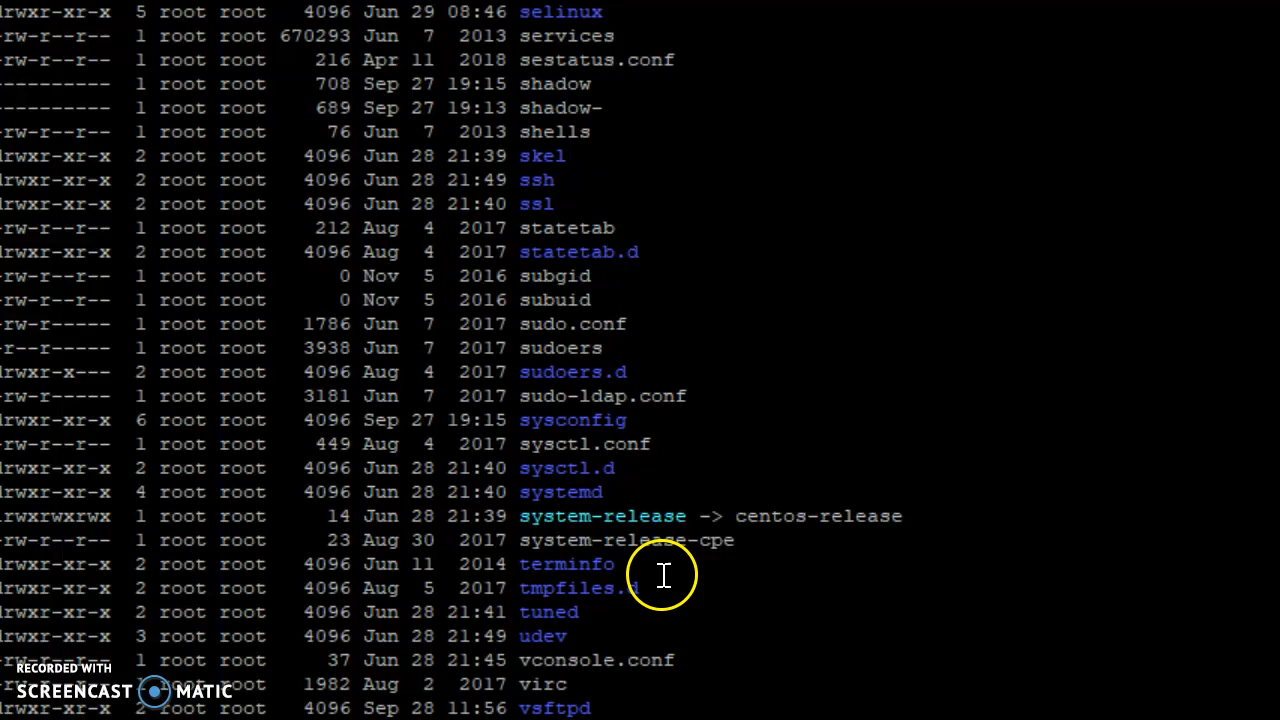 drwxr-xr-x 5 root root 4096 Jun 29 08:46 selinux
-rw-r--r-- 1 root root 670293 Jun 7 2013 services
-rw-r--r-- 1 root root 216 Apr 11 2018 sestatus.conf
---------- 1 root root 708 Sep 27 19:15 shadow
---------- 1 root root 689 Sep 27 19:13 shadow-
-rw-r--r-- 1 root root 76 Jun 7 2013 shells
drwxr-xr-x 2 root root 4096 Jun 28 21:39 skel
drwxr-xr-x 2 root root 4096 Jun 28 21:49 ssh
drwxr-xr-x 2 root root 4096 Jun 28 21:40 ssl
-rw-r--r-- 1 root root 212 Aug 4 2017 statetab
drwxr-xr-x 2 root root 4096 Aug 4 2017 statetab.d
-rw-r--r-- 1 root root 0 Nov 5 2016 subgid
-rw-r--r-- 1 root root 0 Nov 5 2016 subuid
-rw-r----- 1 root root 1786 Jun 7 2017 sudo.conf
-r--r----- 1 root root 3938 Jun 7 2017 sudoers
drwxr-x--- 2 root root 4096 Aug 4 2017 sudoers.d
-rw-r----- 1 root root 3181 Jun 7 2017 sudo-ldap.conf
drwxr-xr-x 6 root root 4096 Sep 27 19:15 sysconfig
-rw-r--r-- 1 root root 449 Aug 4 2017 sysctl.conf
drwxr-xr-x 2 root root 4096 Jun 28 21:40 sysctl.d
drwxr-xr-x 4 root root 4096 Jun 28 21:40 systemd
lrwxrwxrwx 1 root root 14 Jun 28 21:39 system-release -> centos-release
-rw-r--r-- 1 root root 23 Aug 30 2017 system-release-cpe
drwxr-xr-x 2 root root 4096 Jun 11 2014 terminfo
drwxr-xr-x 2 root root 4096 Aug 5 2017 tmpfiles.d
drwxr-xr-x 2 root root 4096 Jun 28 21:41 tuned
drwxr-xr-x 3 root root 4096 Jun 28 21:49 udev
-rw-r--r-- 1 root root 37 Jun 28 21:45 vconsole.conf
-rw-r--r-- 1 root root 1982 Aug 2 2017 virc
drwxr-xr-x 2 root root 4096 Sep 28 11:56 vsftpd
RECORDED WITH
SCREENCAST MATIC